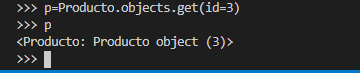 >>> p=Producto.objects.get(id=3)
>>> p
<Producto: Producto object (3)>
>>>